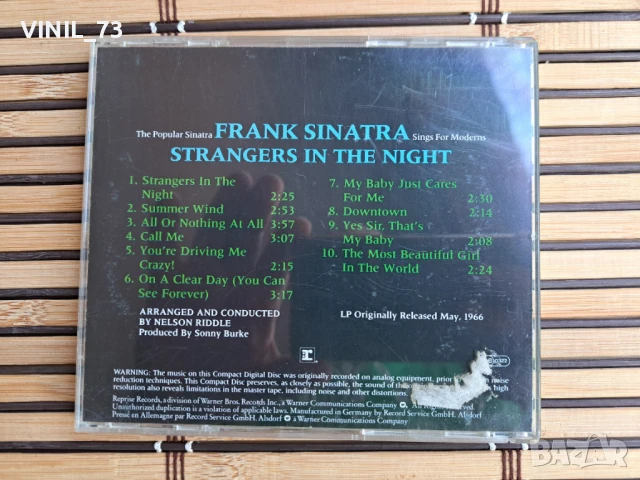 VINIL_73
The Popular Sinatra FRANK SINATRA Sings For Moderns
STRANGERS IN THE NIGHT
1. Strangers In The
Night 2:25
2. Summer Wind 2:53
3. All Or Nothing At All 3:57
4. Call Me 3:07
5. You're Driving Me
Crazy! 2:15
6. On A Clear Day (You Can
See Forever) 3:17
7. My Baby Just Cares
For Me 2:30
8. Downtown 2:14
9. Yes Sir, That's
My Baby 2:08
10. The Most Beautiful Girl
In The World 2:24
ARRANGED AND CONDUCTED
BY NELSON RIDDLE
Produced By Sonny Burke
LP Originally Released May, 1966
WARNING: The music on this Compact Digital Disc was originally recorded on analog equipment, prior to noise
reduction techniques. This Compact Disc preserves, as closely as possible, the sound of the high
resolution also reveals limitations in the master tape, including noise and other distortions.
Reprise Records, a division of Warner Bros. Records Inc., a Warner Communications Company Reserved.
Unauthorized duplication is a violation of applicable laws. Manufactured in Germany by Record Service GmbH, Alsdorf
Pressé en Allemagne par Record Service GmbH, Alsdorf a Warner Communications Company
BAZAR